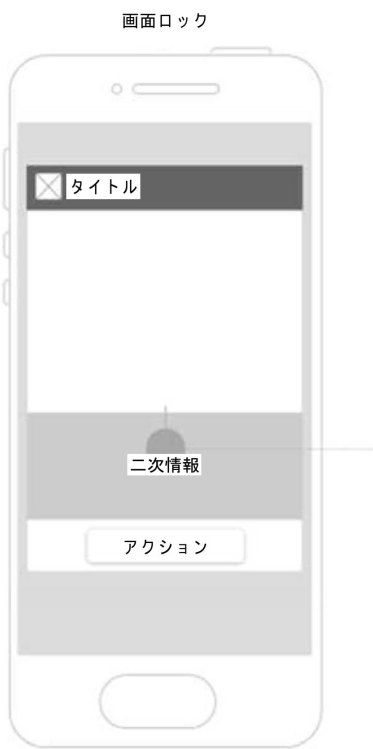 画面ロック
タイトル
二次情報
アクション